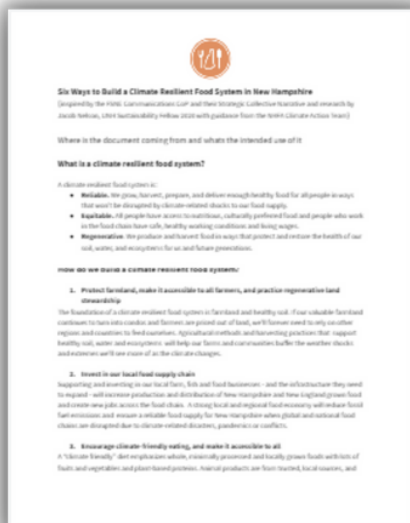 Six Ways to Build a Climate Resilient Food System in New Hampshire
(inspired by the FSNE Communications CoP and their Strategic Collective Narrative and research by
Jacob Nelson, UNH Sustainability Fellow 2020 with guidance from the NHFA Climate Action Team)
Where is the document coming from and whats the intended use of it
What is a climate resilient food system?
A climate resilient food system is:
● Reliable. We grow, harvest, prepare, and deliver enough healthy food for all people in ways
that won't be disrupted by climate-related shocks to our food supply.
● Equitable. All people have access to nutritious, culturally preferred food and people who work
in the food chain have safe, healthy working conditions and living wages.
● Regenerative. We produce and harvest food in ways that protect and restore the health of our
soil, water, and ecosystems for us and future generations.
How do we build a climate resilient food system?
1. Protect farmland, make it accessible to all farmers, and practice regenerative land
stewardship
The foundation of a climate resilient food system is farmland and healthy soil. If our valuable farmland
continues to turn into condos and farmers are priced out of land, we'll forever need to rely on other
regions and countries to feed ourselves. Agricultural methods and harvesting practices that support
healthy soil, water and ecosystems will help our farms and communities buffer the weather shocks
and extremes we'll see more of as the climate changes.
2. Invest in our local food supply chain
Supporting and investing in our local farm, fish and food businesses - and the infrastructure they need
to expand - will increase production and distribution of New Hampshire and New England grown food
and create new jobs across the food chain. A strong local and regional food economy will reduce fossil
fuel emissions and ensure a reliable food supply for New Hampshire when global and national food
chains are disrupted due to climate-related disasters, pandemics or conflicts.
3. Encourage climate-friendly eating, and make it accessible to all
A "climate friendly" diet emphasizes whole, minimally processed and locally grown foods with lots of
fruits and vegetables and plant-based proteins. Animal products are from trusted, local sources, and